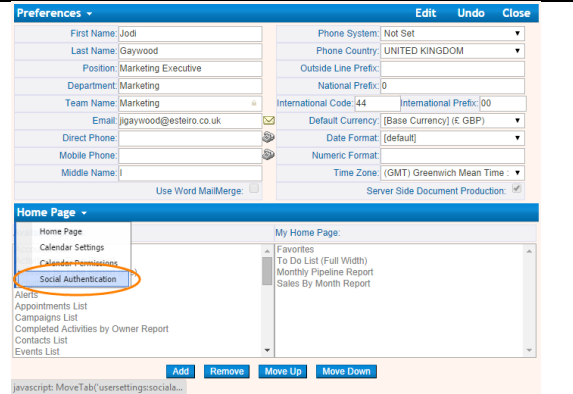 Preferences Edit Undo Close
First Name: Jodi Phone System: Not Set
Last Name: Gaywood Phone Country: UNITED KINGDOM
Position: Marketing Executive Outside Line Prefix:
Department: Marketing National Prefix: 0
Team Name: Marketing International Code: 44 International Prefix: 00
Email: jigaywood@esteiro.co.uk Default Currency: [Base Currency] (£ GBP)
Direct Phone: Date Format: [default]
Mobile Phone: Numeric Format:
Middle Name: I Time Zone: (GMT) Greenwich Mean Time :
Use Word MailMerge: Server Side Document Production:
Home Page
Home Page My Home Page:
Calendar Settings Favorites
Calendar Permissions To Do List (Full Width)
Social Authentication Monthly Pipeline Report
Sales By Month Report
Alerts
Appointments List
Campaigns List
Completed Activities by Owner Report
Contacts List
Events List
Add Remove Move Up Move Down
javascript: MoveTab('usersettings:sociala...